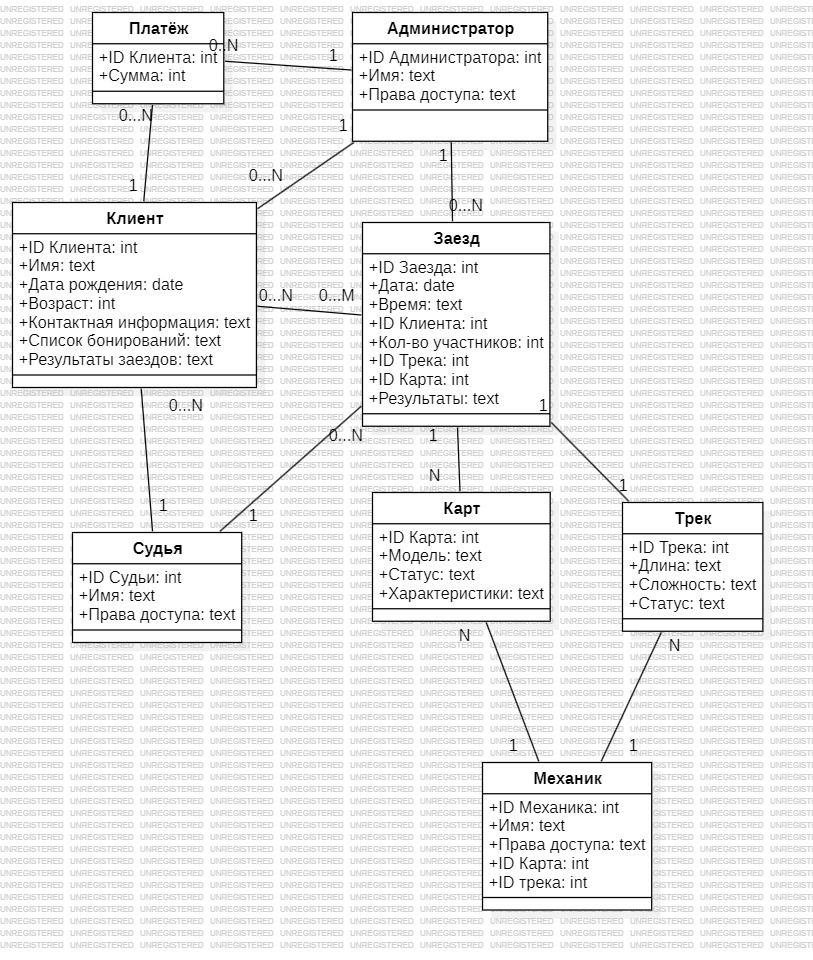 Платёж
+ID Клиента: int
+Сумма: int
0...N
1
Администратор
+ID Администратора: int
+Имя: text
+Права доступа: text
0...N
1
1
0...N
1
0...N
Клиент
+ID Клиента: int
+Имя: text
+Дата рождения: date
+Возраст: int
+Контактная информация: text
+Список бонирований: text
+Результаты заездов: text
0...N
0...M
Заезд
+ID Заезда: int
+Дата: date
+Время: text
+ID Клиента: int
+Кол-во участников: int
+ID Трека: int
+ID Карта: int
+Результаты: text
0...N
1
0...N
1
1
N
1
1
Судья
+ID Судьи: int
+Имя: text
+Права доступа: text
Карт
+ID Карта: int
+Модель: text
+Статус: text
+Характеристики: text
Трек
+ID Трека: int
+Длина: text
+Сложность: text
+Статус: text
N
1
N
1
Механик
+ID Механика: int
+Имя: text
+Права доступа: text
+ID Карта: int
+ID трека: int
UNREGISTERED